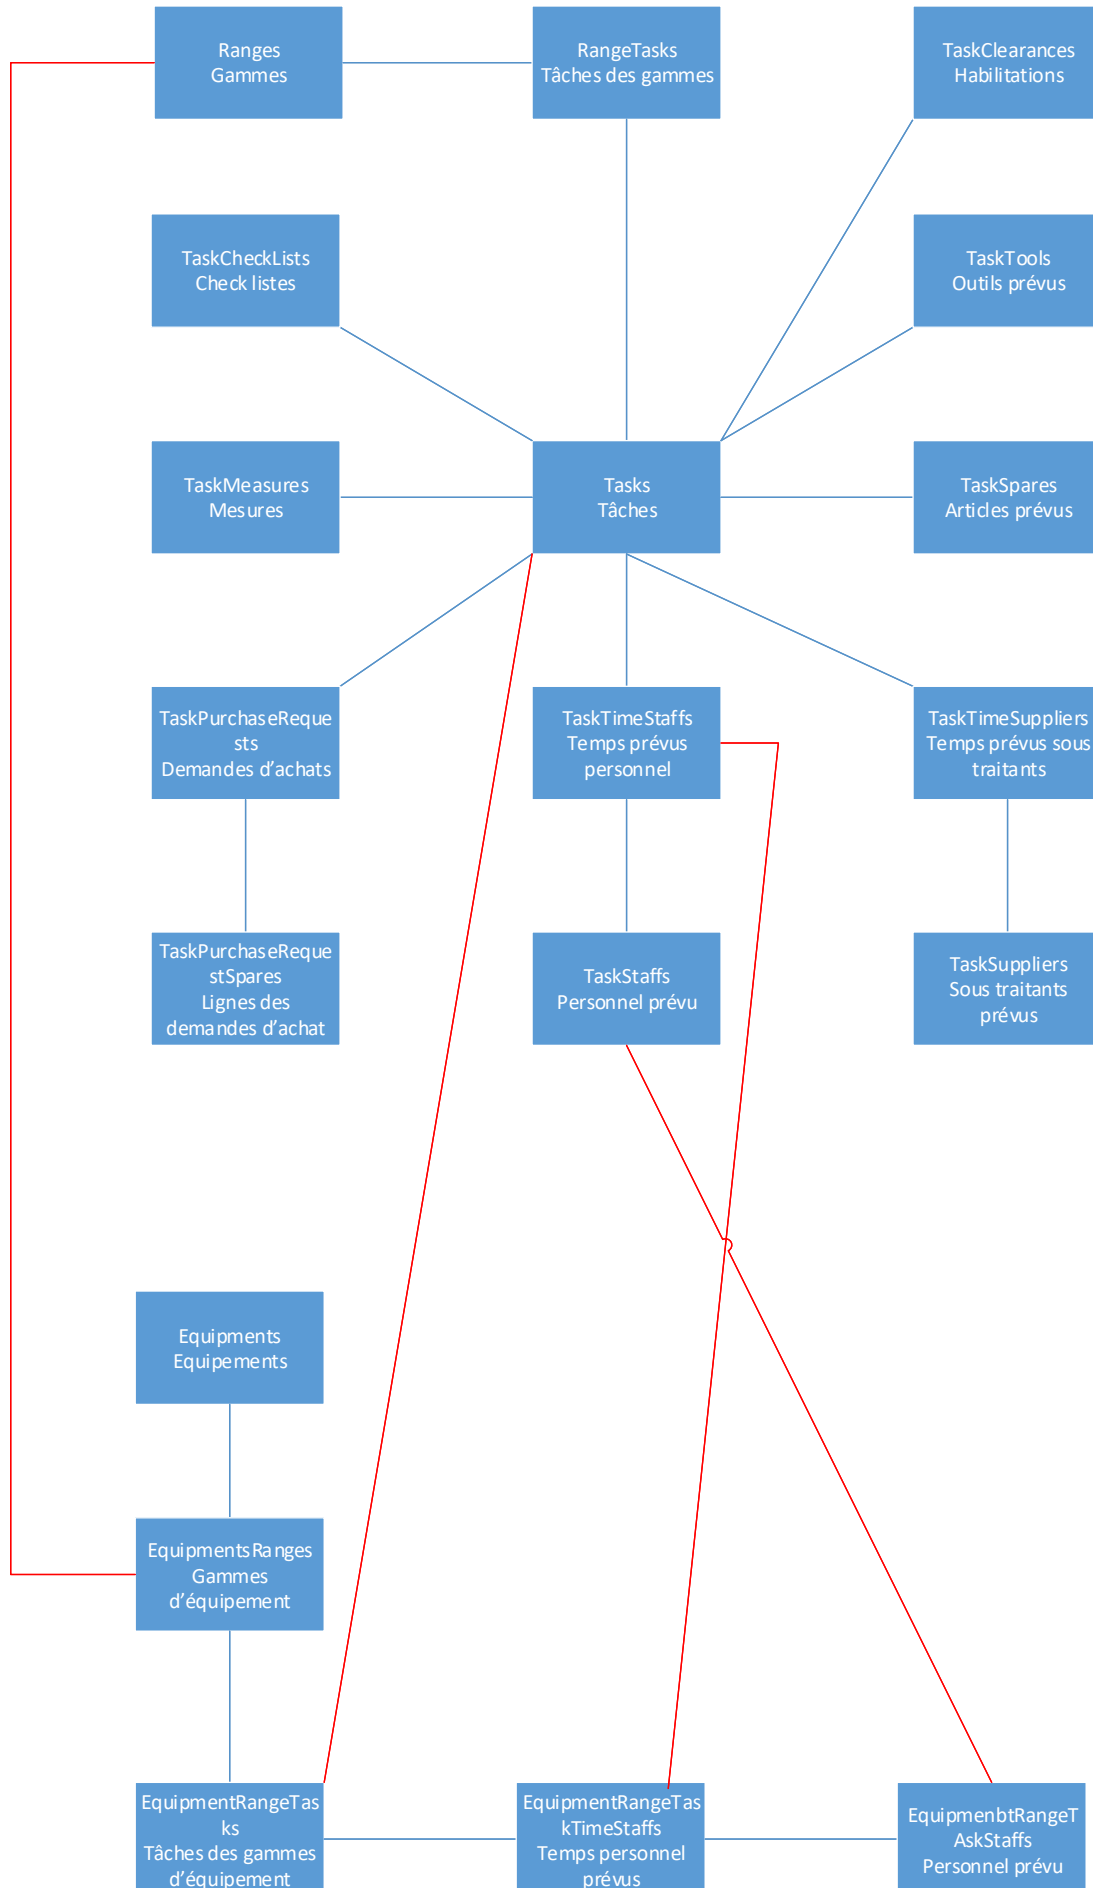 Ranges
Gammes
RangeTasks
Tâches des gammes
TaskClearances
Habilitations
TaskCheckLists
Check listes
TaskTools
Outils prévus
TaskMeasures
Mesures
Tasks
Tâches
TaskSpares
Articles prévus
TaskPurchaseReque
sts
Demandes d'achats
TaskTimeStaffs
Temps prévus
personnel
TaskTimeSuppliers
Temps prévus sous
traitants
TaskPurchaseReque
stSpares
Lignes des
demandes d'achat
TaskStaffs
Personnel prévu
TaskSuppliers
Sous traitants
prévus
Equipments
Equipements
EquipmentsRanges
Gammes
d'équipement
EquipmentRangeTas
ks
Tâches des gammes
d'équipement
EquipmentRangeTas
kTimeStaffs
Temps personnel
prévus
EquipmenbtRangeT
AskStaffs
Personnel prévu